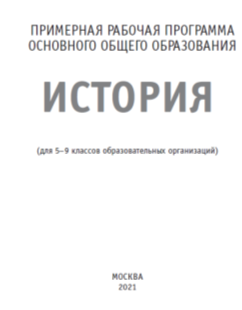 ПРИМЕРНАЯ РАБОЧАЯ ПРОГРАММА
ОСНОВНОГО ОБЩЕГО ОБРАЗОВАНИЯ
ИСТОРИЯ
(для 5–9 классов образовательных организаций)
МОСКВА
2021